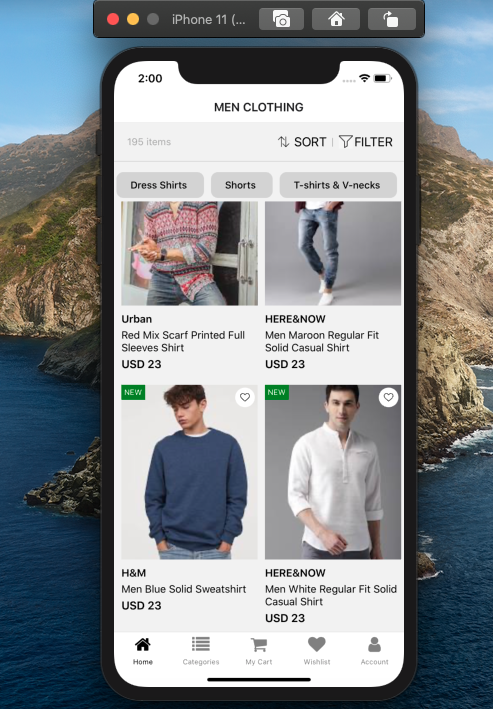 iPhone 11 (...
2:00
MEN CLOTHING
195 items
SORT
FILTER
Dress Shirts
Shorts
T-shirts & V-necks
Urban
Red Mix Scarf Printed Full
Sleeves Shirt
USD 23
HERE&NOW
Men Maroon Regular Fit
Solid Casual Shirt
USD 23
NEW
H&M
Men Blue Solid Sweatshirt
USD 23
NEW
HERE&NOW
Men White Regular Fit Solid
Casual Shirt
USD 23
Home
Categories
My Cart
Wishlist
Account